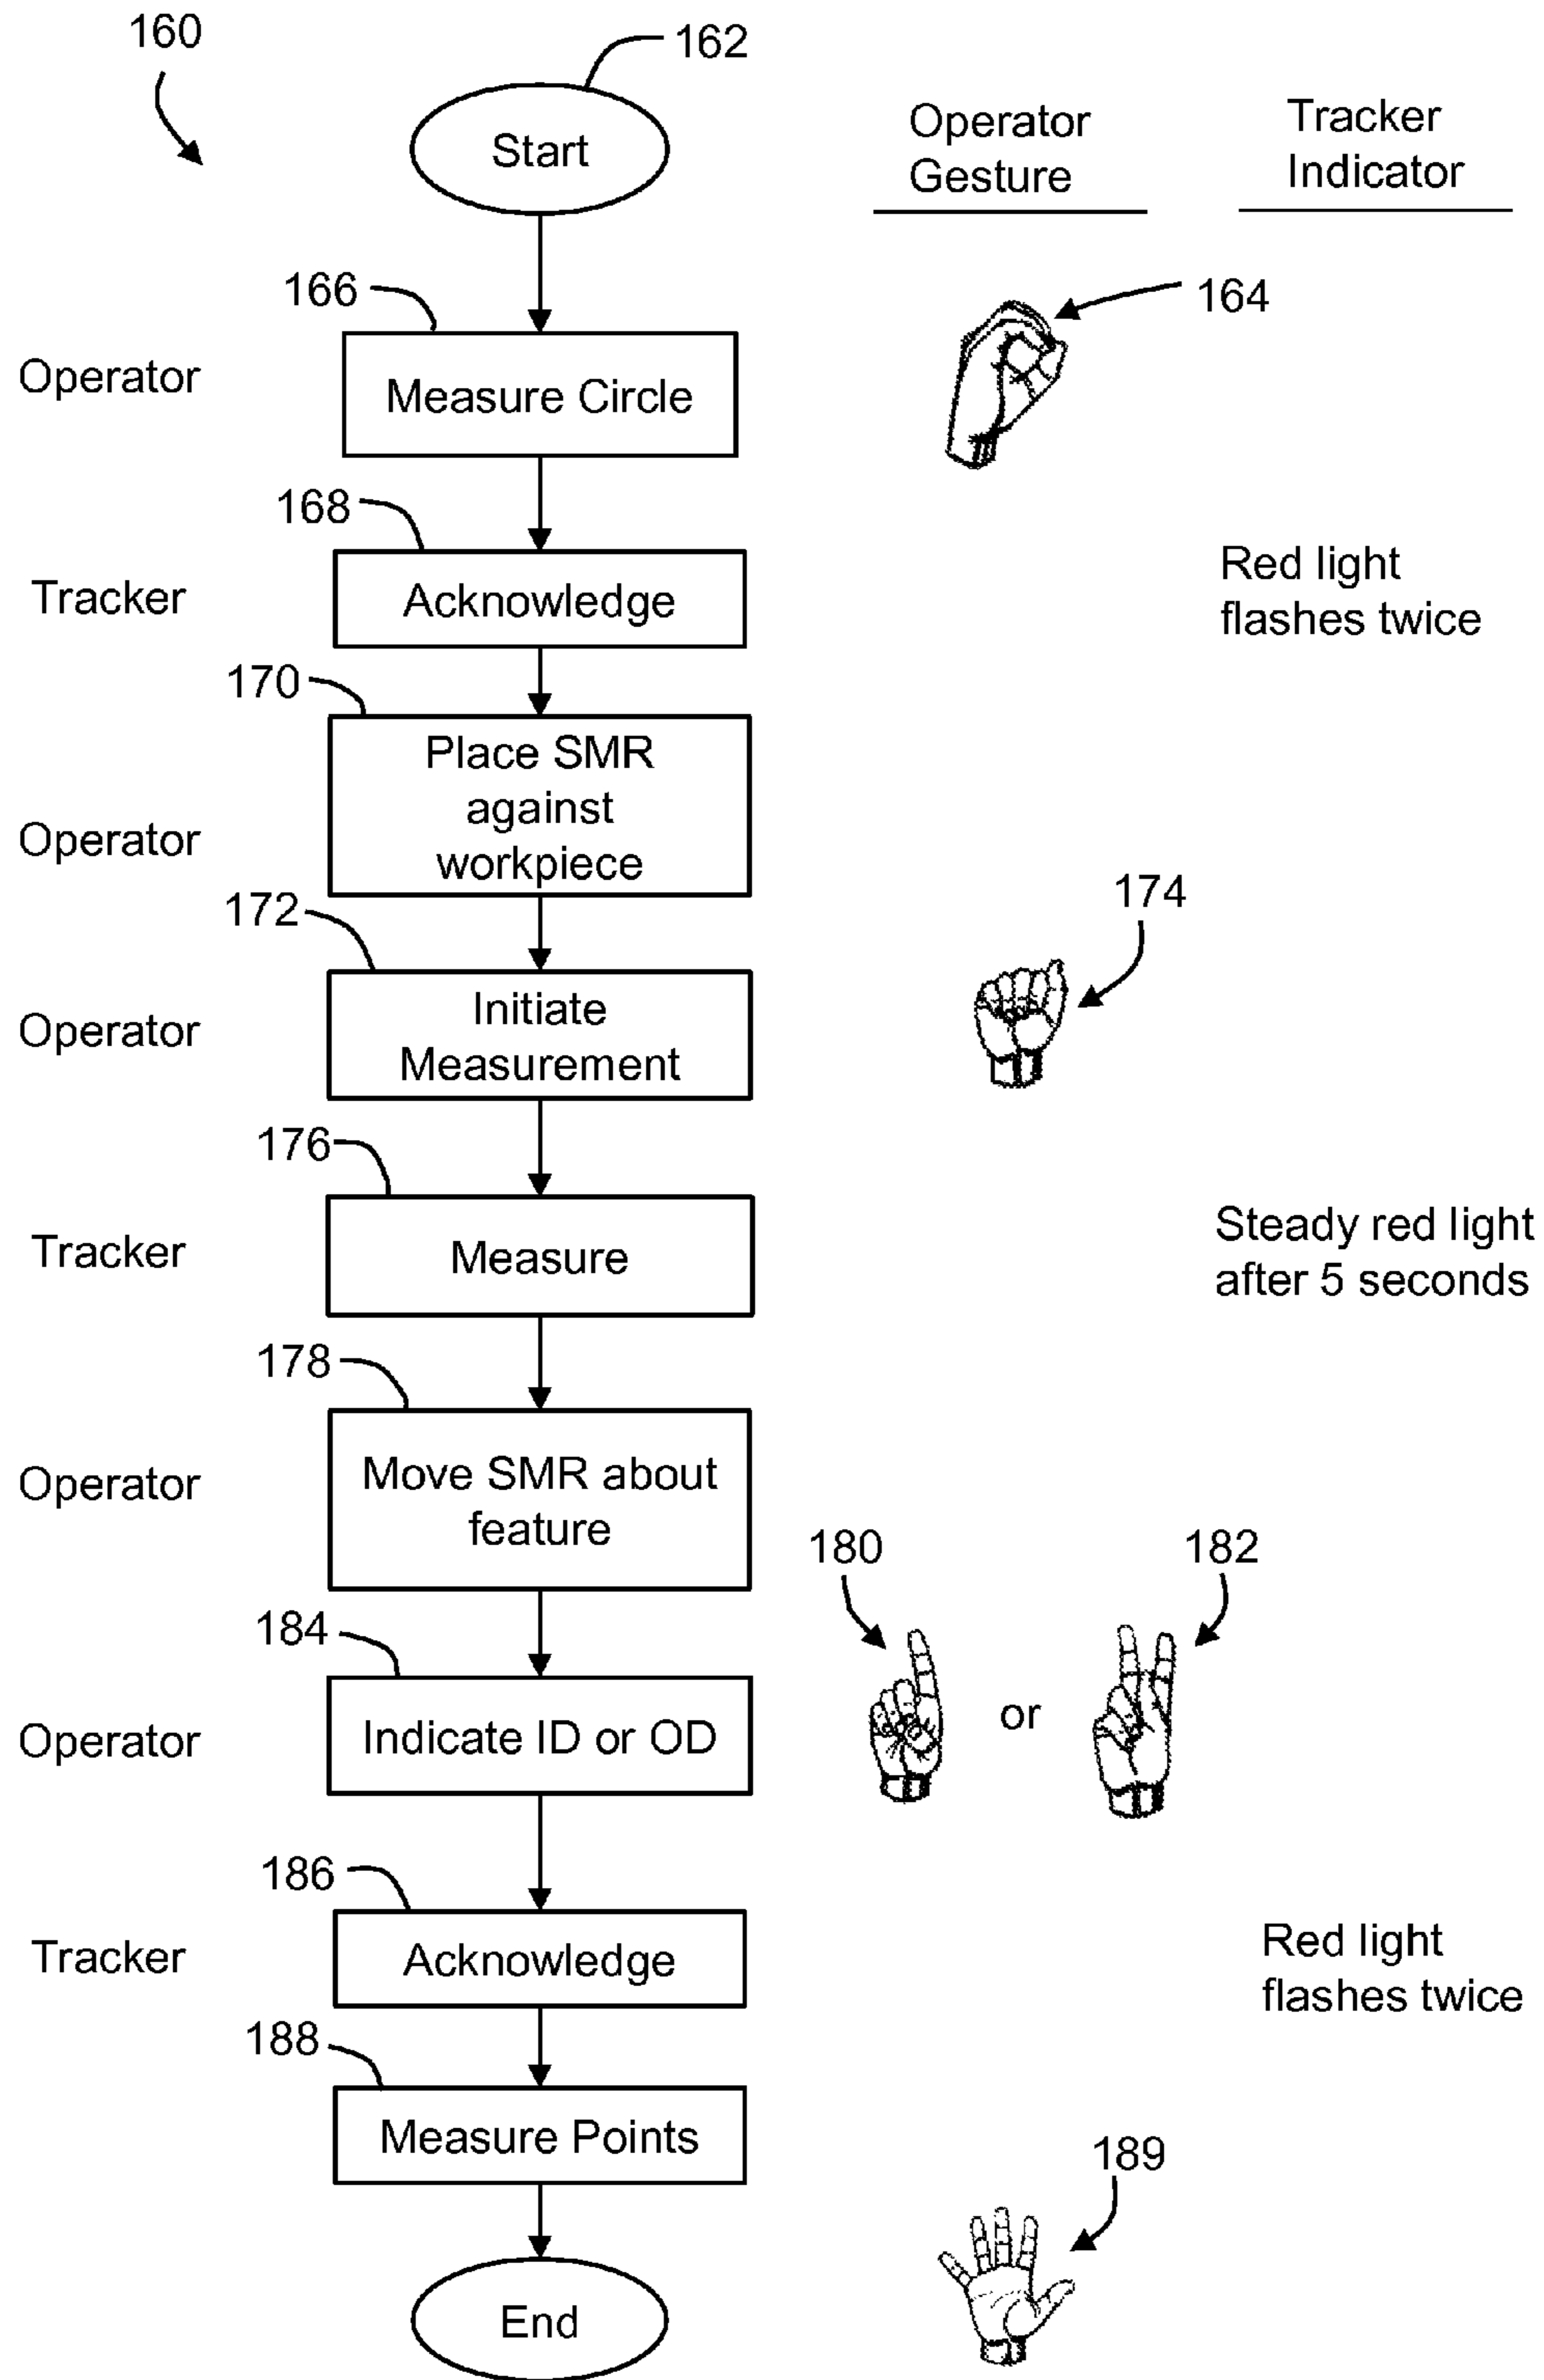 160
162
Start
Operator
Gesture
Tracker
Indicator
166
164
Operator
Measure Circle
168
Tracker
Acknowledge
Red light
flashes twice
170
Operator
Place SMR
against
workpiece
172
174
Operator
Initiate
Measurement
176
Tracker
Measure
Steady red light
after 5 seconds
178
Operator
Move SMR about
feature
180
182
184
Operator
Indicate ID or OD
or
186
Tracker
Acknowledge
Red light
flashes twice
188
Measure Points
189
End